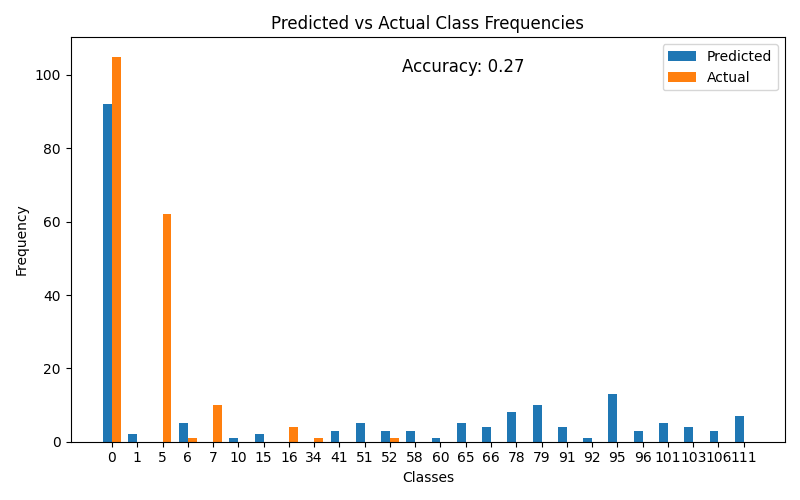 Predicted vs Actual Class Frequencies
Accuracy: 0.27
Predicted
Actual
Frequency
100
80
60
40
20
0
0 1 5 6 7 10 15 16 34 41 51 52 58 60 65 66 78 79 91 92 95 96 101 103 106 111
Classes